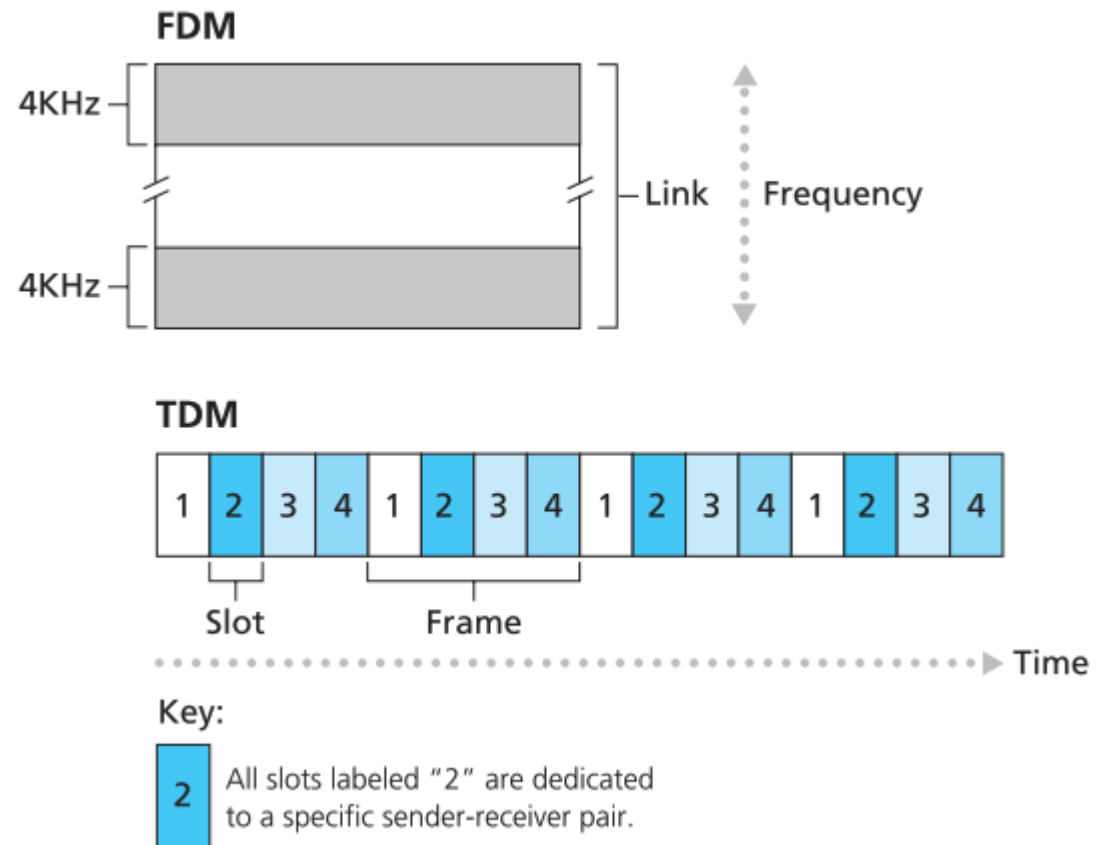 FDM
4KHz
Link
Frequency
4KHz
TDM
1 2 3 4 1 2 3 4 1 2 3 4 1 2 3 4
Slot
Frame
Time
Key:
2
All slots labeled "2" are dedicated
to a specific sender-receiver pair.